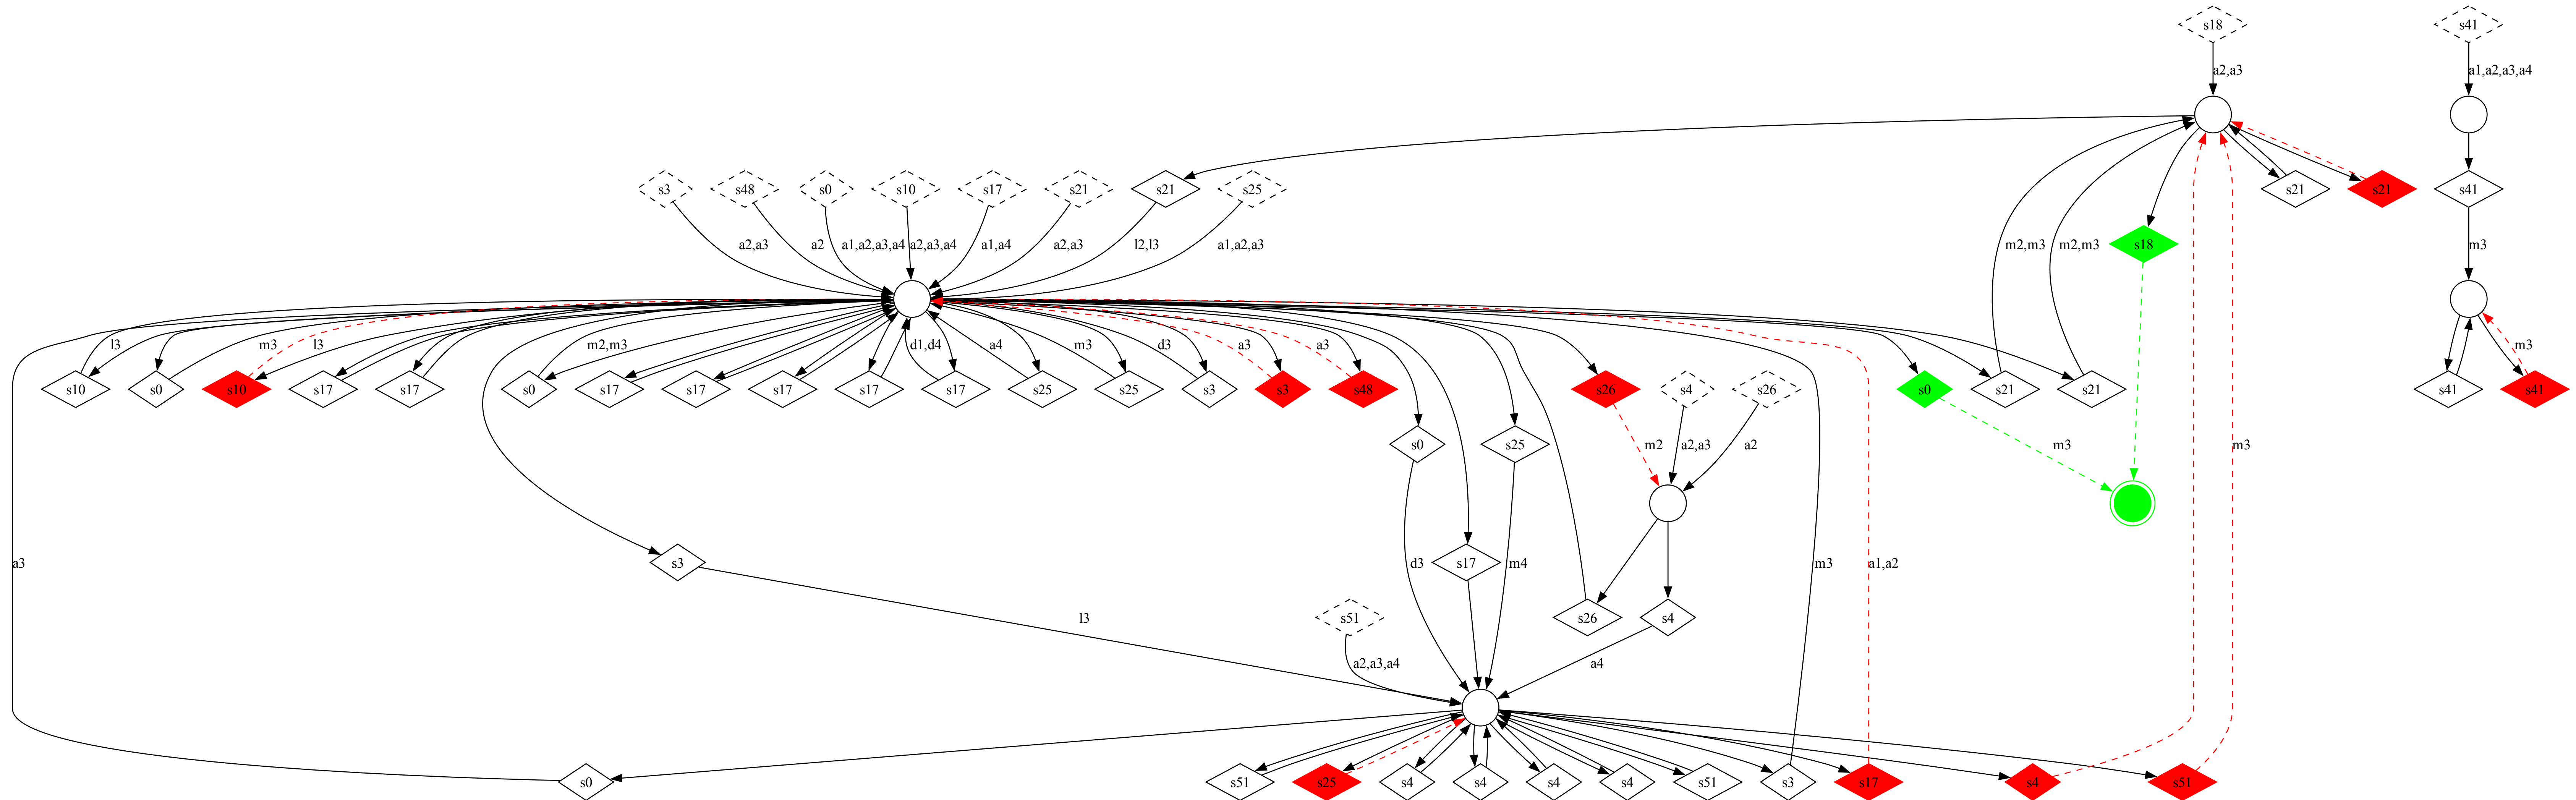 s18 s41
a2,a3 a1,a2,a3,a4
s3 s48 s0 s10 s17 s21 s21 s25 s21 s21 s41
a2,a3 a2 a1,a2,a3,a4 a2,a3,a4 a1,a4 a2,a3 l2,l3 a1,a2,a3 m2,m3 m2,m3 s18 m3
l3 m3 l3 m2,m3 d1,d4 a4 m3 d3 a3 a3 m3
s10 s0 s10 s17 s17 s0 s17 s17 s17 s17 s17 s25 s25 s3 s3 s48 s26 s4 s26 s0 s21 s21 s41 s41
s0 s25 m2 a2,a3 a2 m3 m3
a3 s3 d3 s17 m4 m3 a1,a2
l3 s51 s26 s4
a2,a3,a4 a4
s0 s51 s25 s4 s4 s4 s4 s51 s3 s17 s4 s51